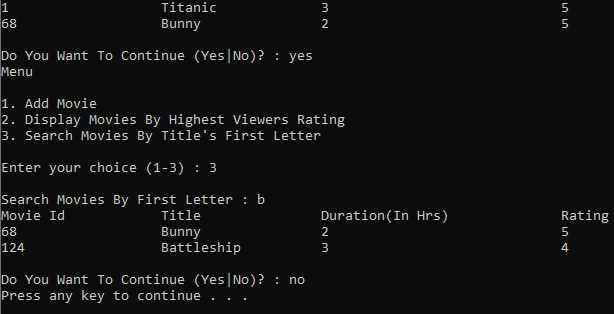 1                   Titanic             3                             5
68                  Bunny               2                             5
Do You Want To Continue (Yes|No)? : yes
Menu
1. Add Movie
2. Display Movies By Highest Viewers Rating
3. Search Movies By Title's First Letter
Enter your choice (1-3) : 3
Search Movies By First Letter : b
Movie Id            Title               Duration(In Hrs)              Rating
68                  Bunny               2                             5
124                 Battleship          3                             4
Do You Want To Continue (Yes|No)? : no
Press any key to continue . . .